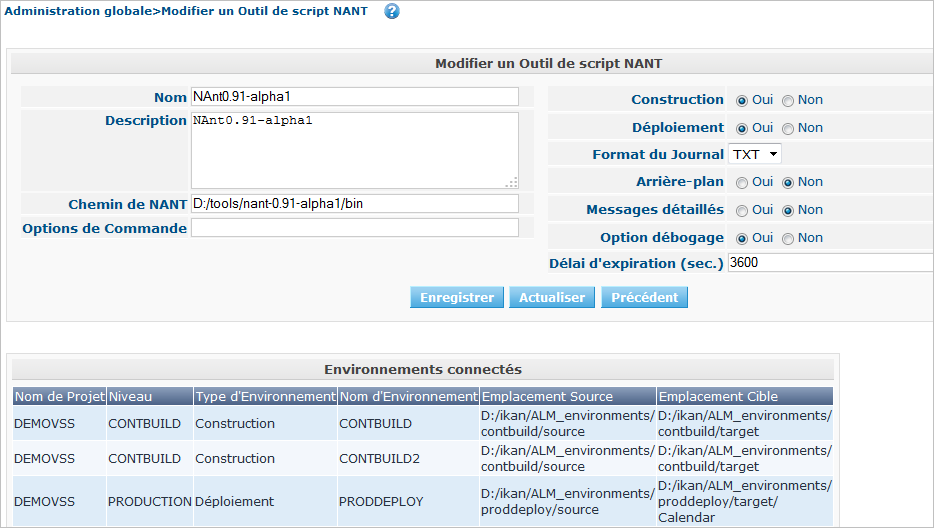 Administration globale>Modifier un Outil de script NANT ?
Modifier un Outil de script NANT
Nom NAnt0.91-alpha1
Description NAnt0.91-alpha1
Chemin de NANT D:/tools/nant-0.91-alpha1/bin
Options de Commande
Construction Oui Non
Déploiement Oui Non
Format du Journal TXT
Arrière-plan Oui Non
Messages détaillés Oui Non
Option débogage Oui Non
Délai d'expiration (sec.) 3600
Enregistrer Actualiser Précédent
Environnements connectés
Nom de Projet Niveau Type d'Environnement Nom d'Environnement Emplacement Source Emplacement Cible
DEMOVSS CONTBUILD Construction CONTBUILD D:/ikan/ALM_environments/ D:/ikan/ALM_environments/
contbuild/source contbuild/target
DEMOVSS CONTBUILD Construction CONTBUILD2 D:/ikan/ALM_environments/ D:/ikan/ALM_environments/
contbuild/source contbuild/target
DEMOVSS PRODUCTION Déploiement PRODDEPLOY D:/ikan/ALM_environments/ D:/ikan/ALM_environments/
proddeploy/source proddeploy/target/
Calendar